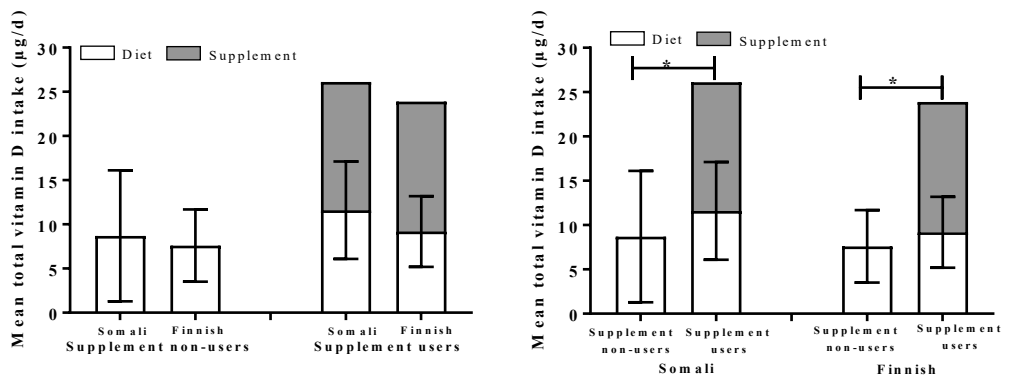 Mean total vitamin D intake (µg/d)
30
25
20
15
10
5
0
Diet Supplement
Somali Finnish Somali Finnish
Supplement non-users Supplement users
Mean total vitamin D intake (µg/d)
30
25
20
15
10
5
0
Diet Supplement
*
*
Supplement Supplement Supplement Supplement
non-users users non-users users
Somali Finnish